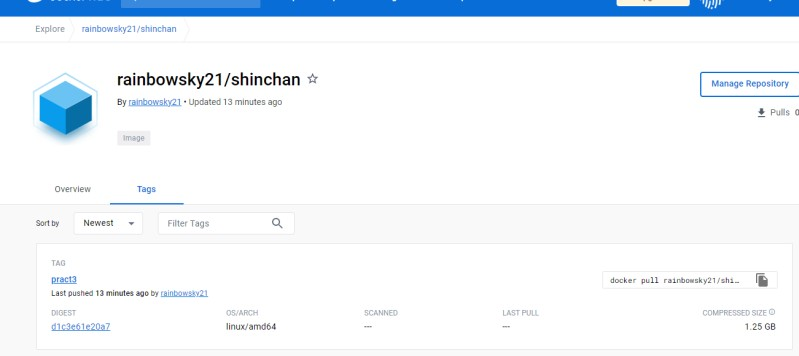 Explore rainbowsky21/shinchan
rainbowsky21/shinchan
By rainbowsky21 • Updated 13 minutes ago
Manage Repository
Pulls 0
Image
Overview Tags
Sort by Newest Filter Tags
TAG
pract3
docker pull rainbowsky21/shi…
Last pushed 13 minutes ago by rainbowsky21
DIGEST OS/ARCH SCANNED LAST PULL COMPRESSED SIZE
d1c3e61e20a7 linux/amd64 --- --- 1.25 GB